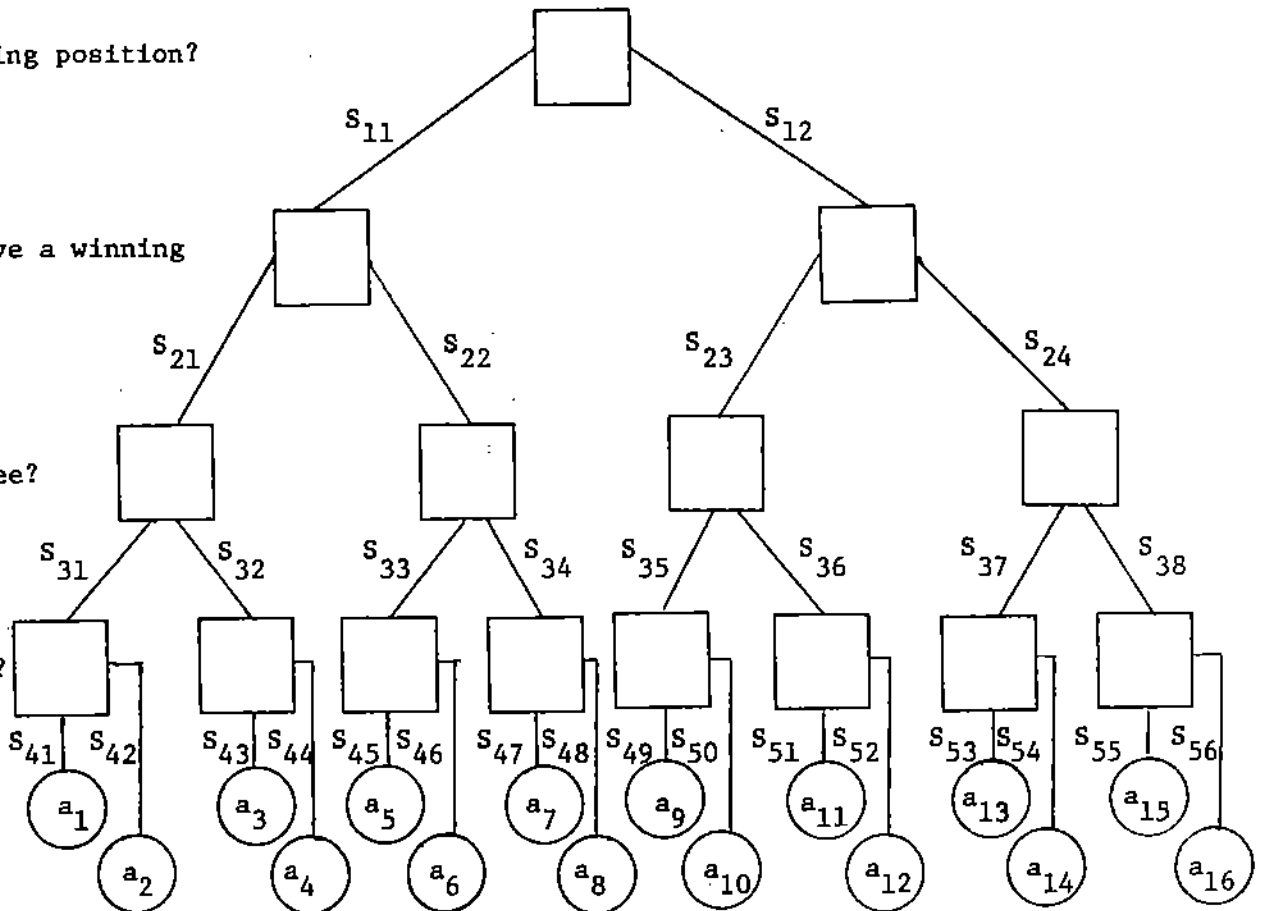 ing position?
S11 S12
ve a winning
S21 S22 S23 S24
ee?
S31 S32 S33 S34 S35 S36 S37 S38
?
S41 S42 S43 S44 S45 S46 S47 S48 S49 S50 S51 S52 S53 S54 S55 S56
a1 a3 a5 a7 a9 a11 a13 a15
a2 a4 a6 a8 a10 a12 a14 a16